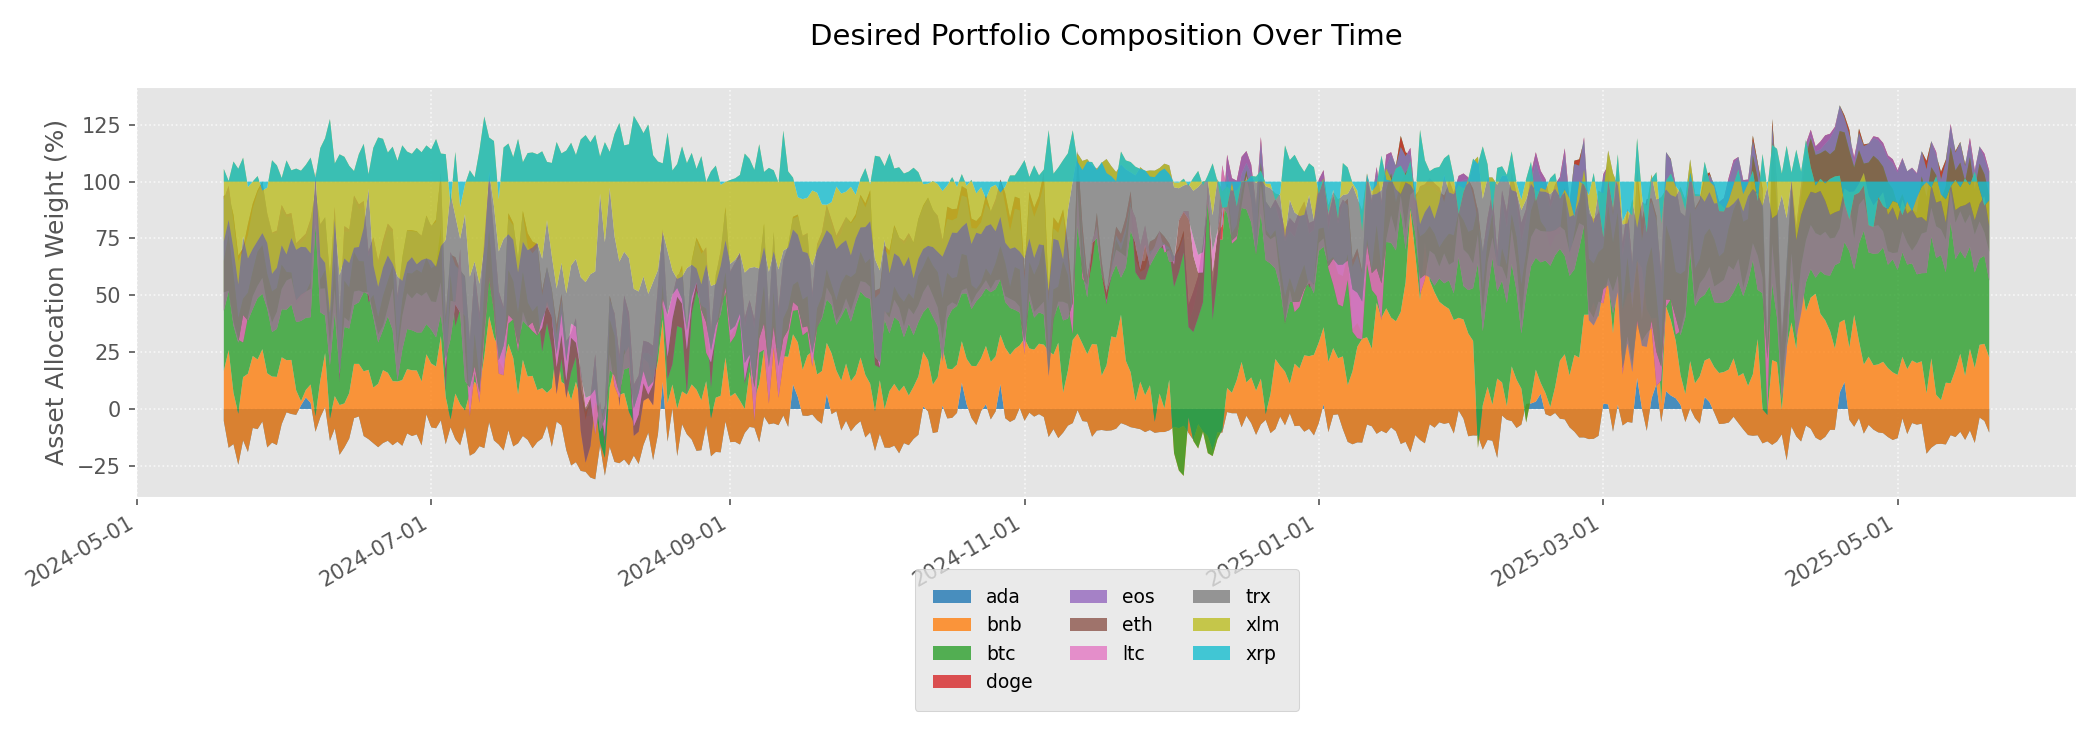 Desired Portfolio Composition Over Time
Asset Allocation Weight (%)
125
100
75
50
25
0
−25
2024-05-01
2024-07-01
2024-09-01
2024-11-01
2025-01-01
2025-03-01
2025-05-01
ada
bnb
btc
doge
eos
eth
ltc
trx
xlm
xrp